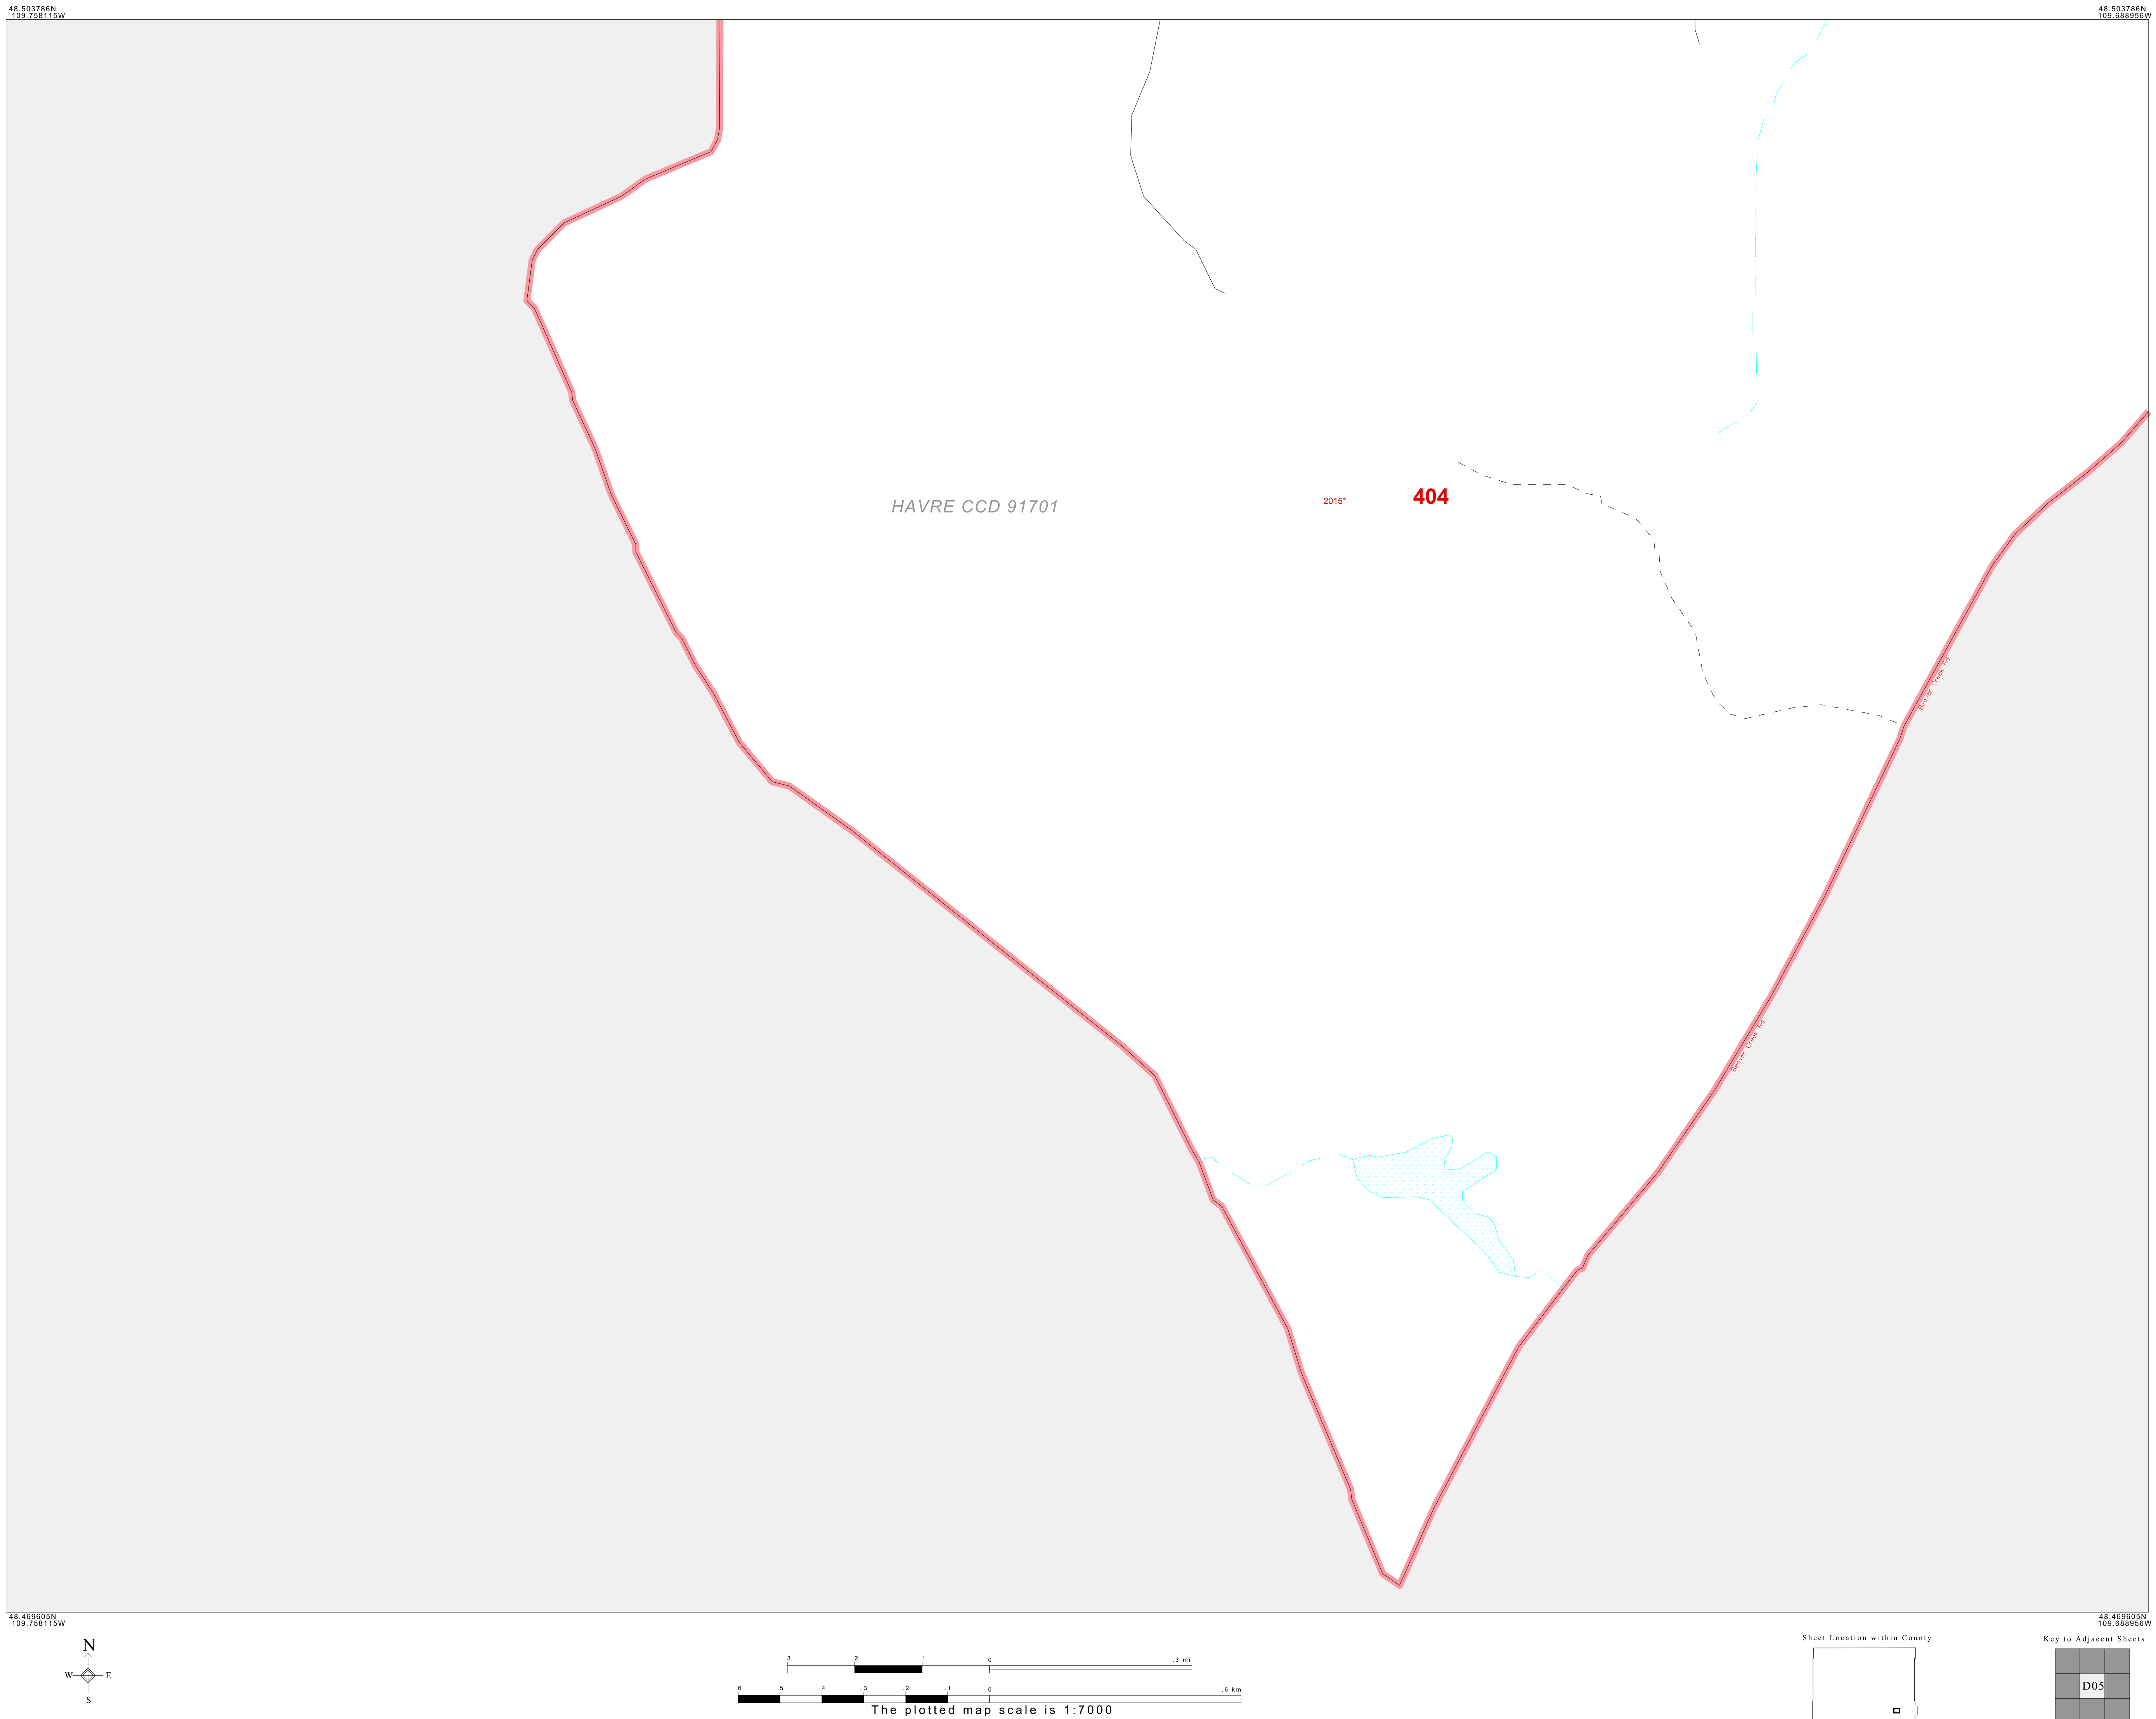 48.503786N
109.758115W
48.503786N
109.688956W
HAVRE CCD 91701
2015*
404
Beaver Creek Rd
Beaver Creek Rd
48.469605N
109.758115W
48.469605N
109.688956W
N
W E
S
.3 .2 .1 0 .3 mi
.6 .5 .4 .3 .2 .1 0 .6 km
The plotted map scale is 1:7000
Sheet Location within County
Key to Adjacent Sheets
D05